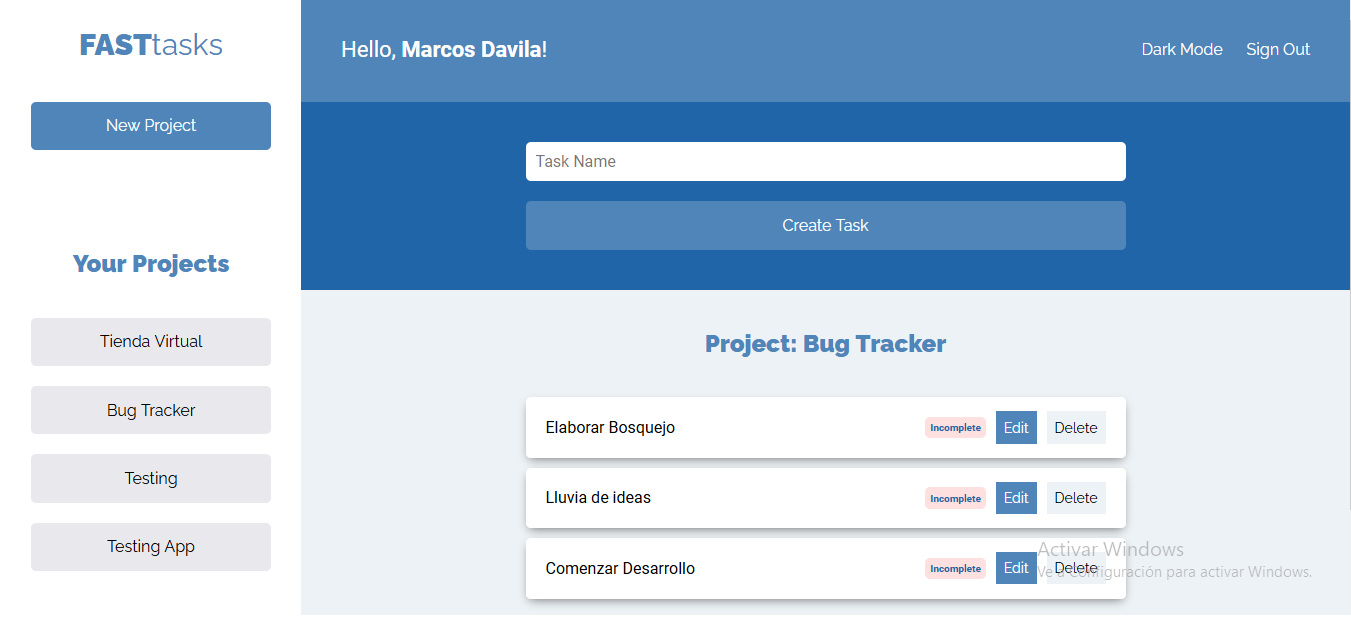 FASTtasks
New Project
Your Projects
Tienda Virtual
Bug Tracker
Testing
Testing App
Hello, Marcos Davila!
Dark Mode Sign Out
Task Name
Create Task
Project: Bug Tracker
Elaborar Bosquejo Incomplete Edit Delete
Lluvia de ideas Incomplete Edit Delete
Comenzar Desarrollo Incomplete Edit Delete
Activar Windows
Ve a Configuración para activar Windows.